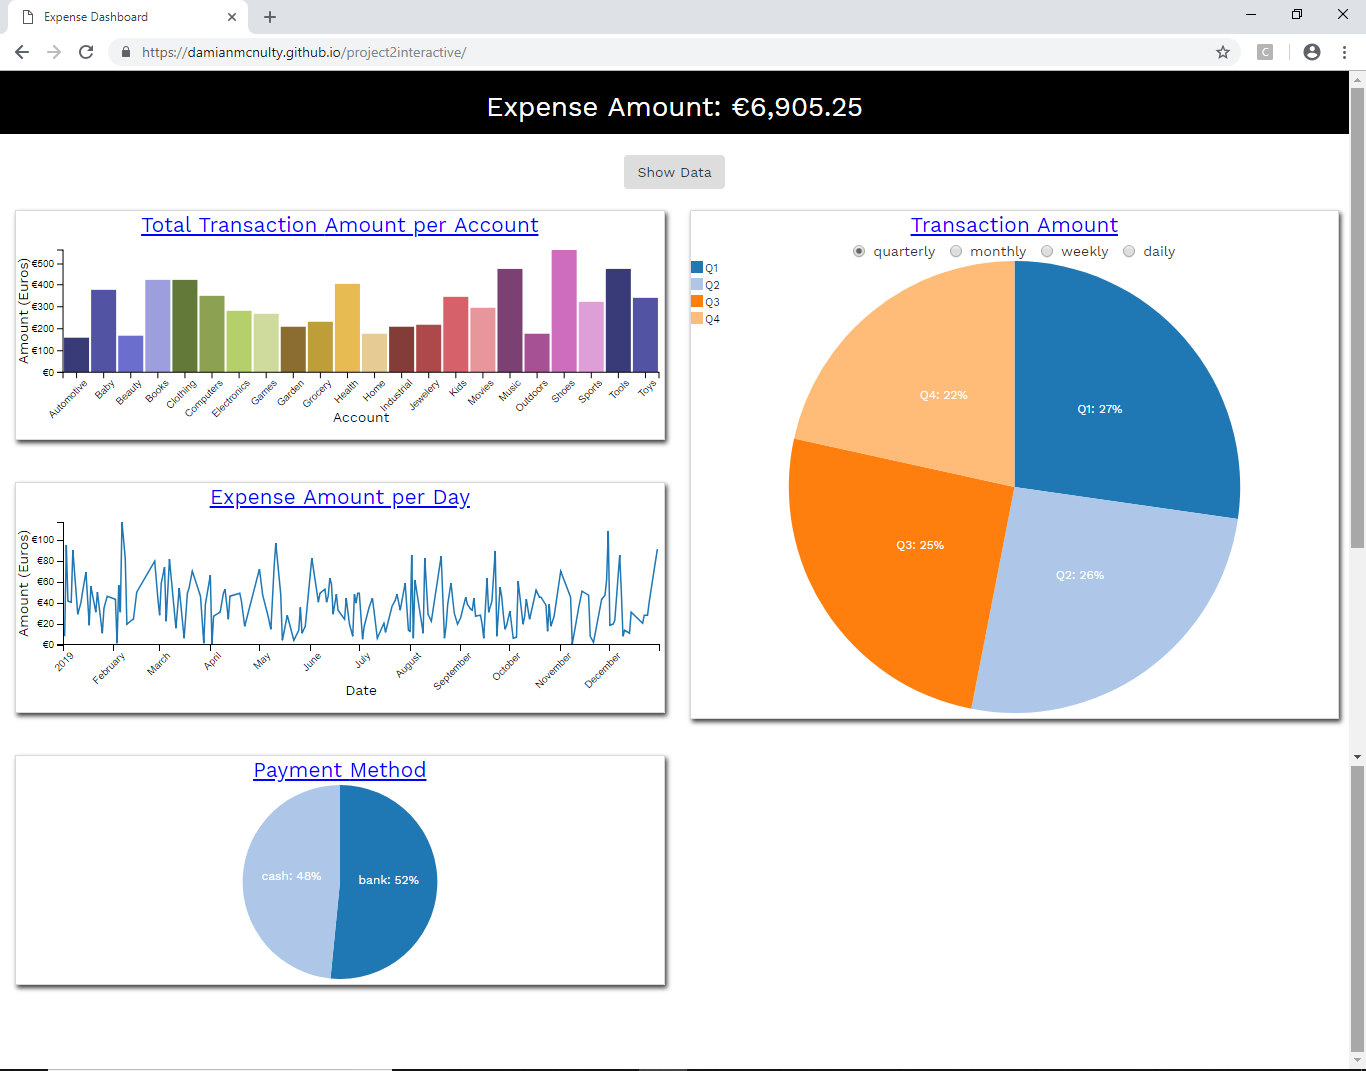 Expense Dashboard
https://damianmcnulty.github.io/project2interactive/
C
Expense Amount: €6,905.25
Show Data
Total Transaction Amount per Account
Amount (Euros)
€500
€400
€300
€200
€100
€0
Automotive
Baby
Beauty
Books
Clothing
Computers
Electronics
Games
Garden
Grocery
Health
Home
Industrial
Jewelery
Kids
Movies
Music
Outdoors
Shoes
Sports
Tools
Toys
Account
Transaction Amount
quarterly monthly weekly daily
Q1
Q2
Q3
Q4
Q4: 22%
Q1: 27%
Q3: 25%
Q2: 26%
Expense Amount per Day
Amount (Euros)
€100
€80
€60
€40
€20
€0
2019
February
March
April
May
June
July
August
September
October
November
December
Date
Payment Method
cash: 48%
bank: 52%